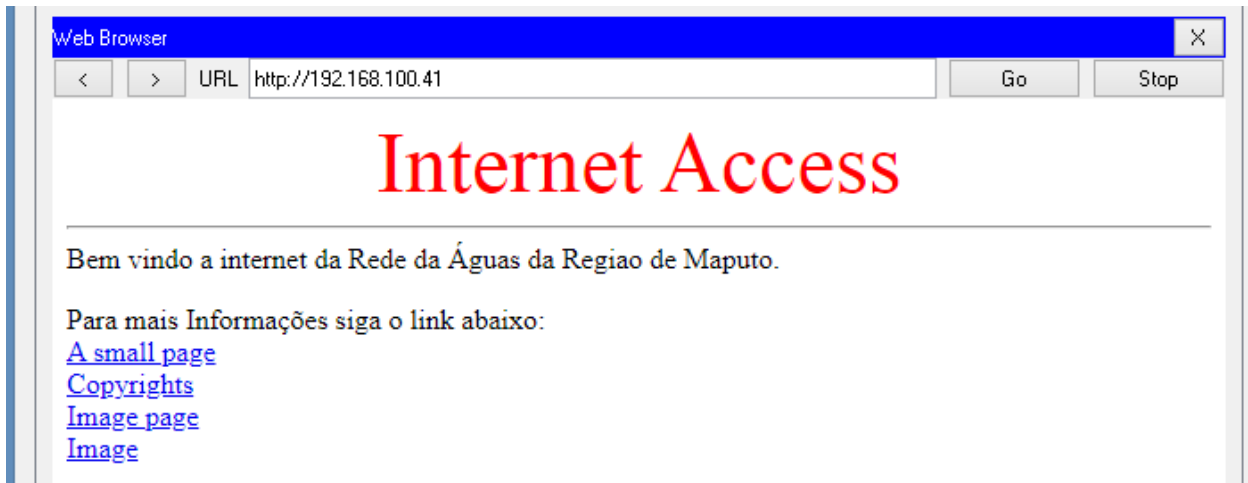 Web Browser X
< > URL http://192.168.100.41 Go Stop
Internet Access
Bem vindo a internet da Rede da Águas da Regiao de Maputo.
Para mais Informações siga o link abaixo:
A small page
Copyrights
Image page
Image